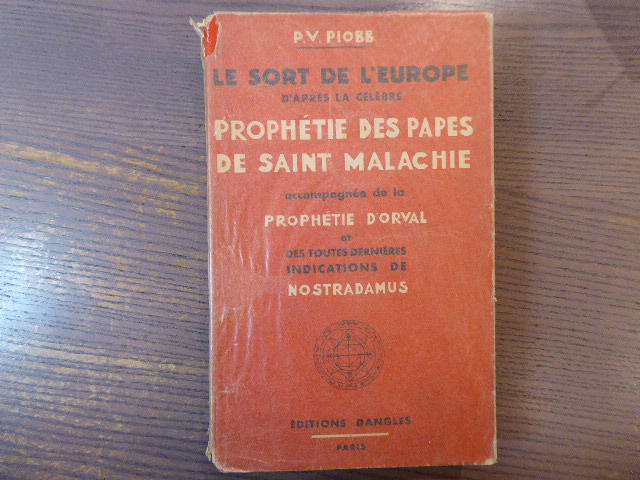 P.V. PIOBB
LE SORT DE L'EUROPE
D'APRÈS LA CÉLÈBRE
PROPHÉTIE DES PAPES
DE SAINT MALACHIE
accompagnée de la
PROPHÉTIE D'ORVAL
et
DES TOUTES DERNIÈRES
INDICATIONS DE
NOSTRADAMUS
ÉDITIONS DANGLES
PARIS